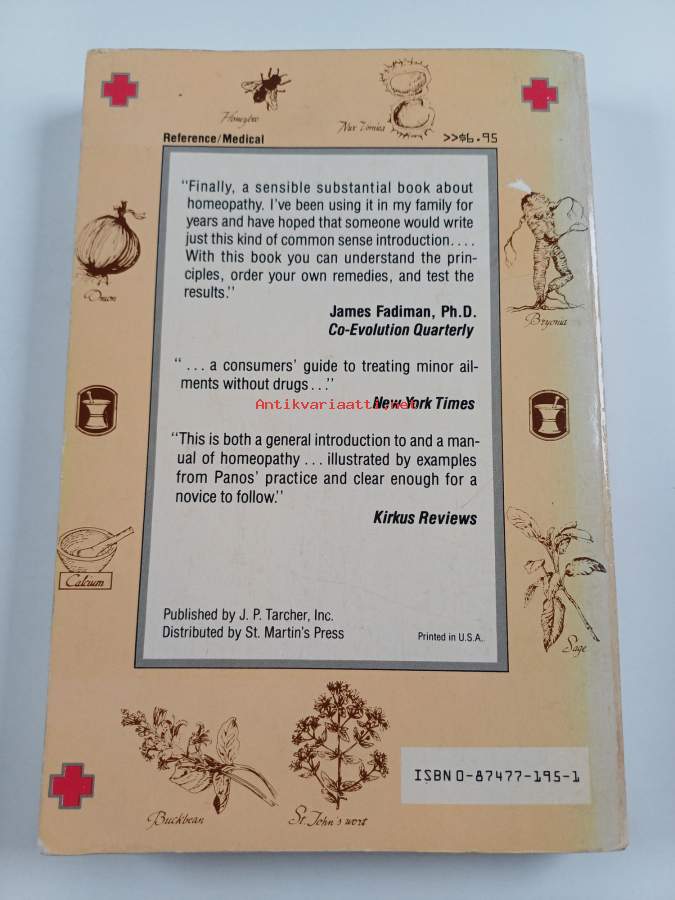 Honeybee
Nux Vomica
Reference/Medical >>$6.95
"Finally, a sensible substantial book about
homeopathy. I've been using it in my family for
years and have hoped that someone would write
just this kind of common sense introduction....
With this book you can understand the prin-
ciples, order your own remedies, and test the
results."
James Fadiman, Ph.D.
Co-Evolution Quarterly
Onion
Bryonia
"... a consumers' guide to treating minor ail-
ments without drugs..."
New York Times
Antikvariaatti.net
"This is both a general introduction to and a man-
ual of homeopathy ... illustrated by examples
from Panos' practice and clear enough for a
novice to follow."
Kirkus Reviews
Calcium
Published by J. P. Tarcher, Inc.
Distributed by St. Martin's Press
Printed in U.S.A.
Sage
Buckbean
St. John's wort
ISBN 0-87477-195-1